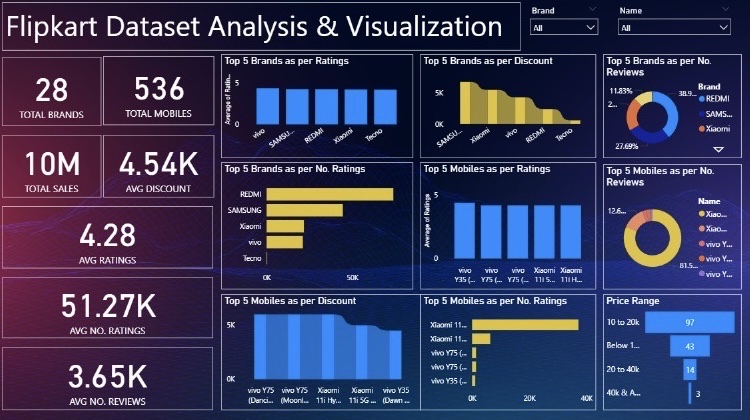 Flipkart Dataset Analysis & Visualization
Brand
All
Name
All
28
TOTAL BRANDS
536
TOTAL MOBILES
10M
TOTAL SALES
4.54K
AVG DISCOUNT
4.28
AVG RATINGS
51.27K
AVG NO. RATINGS
3.65K
AVG NO. REVIEWS
Top 5 Brands as per Ratings
Average of Ratin...
5
0
vivo
SAMSU...
REDMI
Xiaomi
Tecno
Top 5 Brands as per Discount
5K
0K
SAMSU...
Xiaomi
vivo
REDMI
Tecno
Top 5 Brands as per No.
Reviews
11.83%
2...
27.69%
38.9...
Brand
REDMI
SAMS...
Xiaomi
Top 5 Brands as per No. Ratings
REDMI
SAMSUNG
Xiaomi
vivo
Tecno
0K
50K
Top 5 Mobiles as per Ratings
Average of Ratings
5
0
vivo
Y35 (...
vivo
Y75 (...
vivo
Y75 (...
Xiaomi
11i 5...
Xiaomi
11i H...
Top 5 Mobiles as per No.
Reviews
12.6...
81.5...
Name
Xiao...
Xiao...
vivo Y...
vivo Y...
vivo Y...
Top 5 Mobiles as per Discount
5K
0K
vivo Y75
(Danci...
vivo Y75
(Moonl...
Xiaomi
11i Hy...
Xiaomi
11i 5G ...
vivo Y35
(Dawn ...
Top 5 Mobiles as per No. Ratings
Xiaomi 11...
Xiaomi 11...
vivo Y75 (...
vivo Y75 (...
vivo Y35 (...
0K
20K
40K
Price Range
10 to 20k
97
Below 1...
43
20 to 40k
14
40k & A...
3